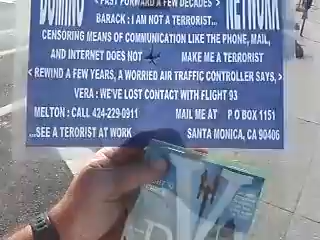 DOMINO < FAST FORWARD A FEW DECADES > NETWORK
BARACK : I AM NOT A TERRORIST...
CENSORING MEANS OF COMMUNICATION LIKE THE PHONE, MAIL,
AND INTERNET DOES NOT MAKE ME A TERRORIST
< REWIND A FEW YEARS, A WORRIED AIR TRAFFIC CONTROLLER SAYS, >
VERA : WE'VE LOST CONTACT WITH FLIGHT 93
MELTON : CALL 424-229-0911 MAIL ME AT P O BOX 1151
...SEE A TERORIST AT WORK SANTA MONICA, CA 90406